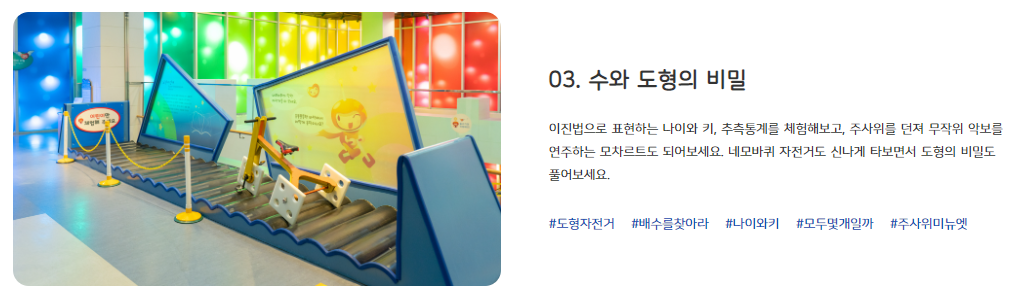 03. 수와 도형의 비밀
이진법으로 표현하는 나이와 키, 추측통계를 체험해보고, 주사위를 던져 무작위 악보를
연주하는 모차르트도 되어보세요. 네모바퀴 자전거도 신나게 타보면서 도형의 비밀도
풀어보세요.
#도형자전거 #배수를찾아라 #나이와키 #모두몇개일까 #주사위미뉴엣